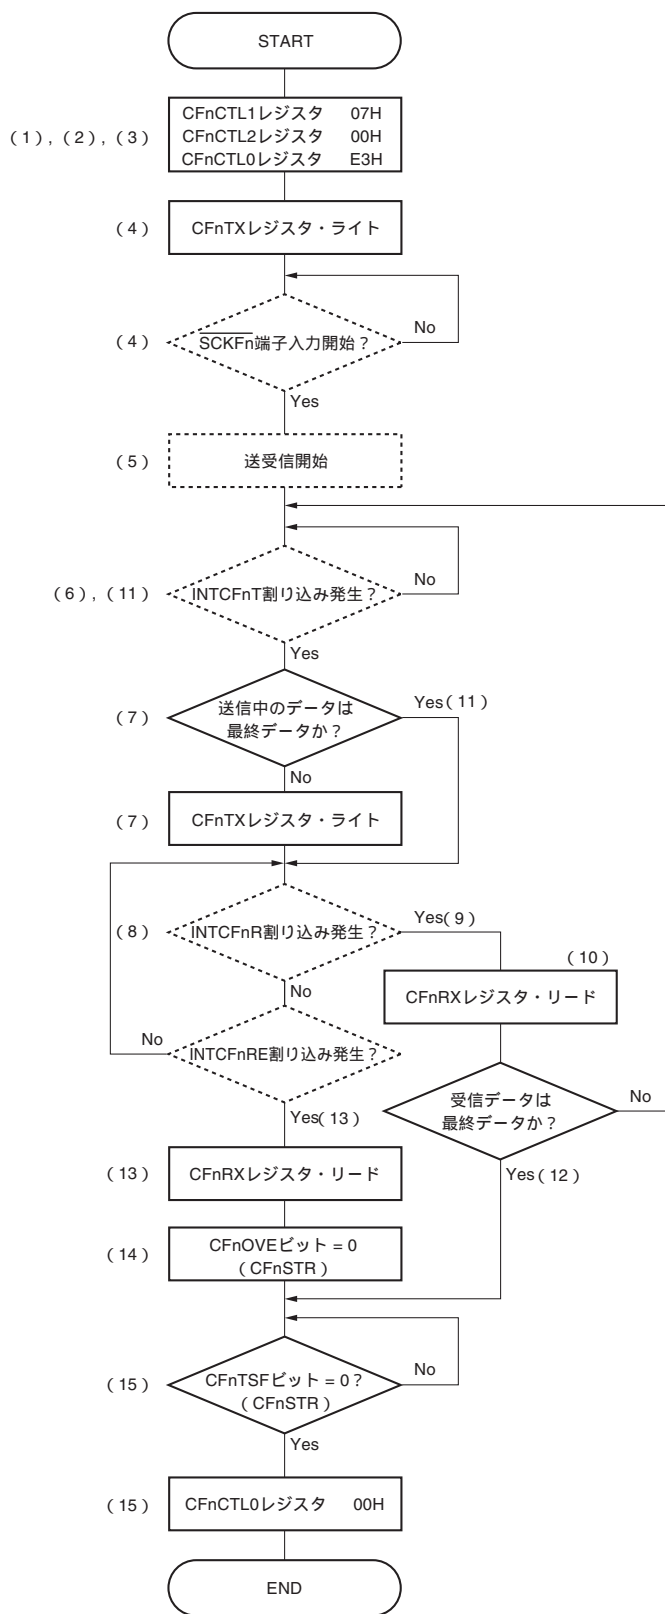 START
(1),(2),(3)
CFnCTL1レジスタ 07H
CFnCTL2レジスタ 00H
CFnCTL0レジスタ E3H
(4)
CFnTXレジスタ・ライト
(4)
SCKFn端子入力開始？
No
Yes
(5)
送受信開始
(6),(11)
INTCFnT割り込み発生？
No
Yes
(7)
送信中のデータは
最終データか？
Yes(11)
No
(7)
CFnTXレジスタ・ライト
(8)
INTCFnR割り込み発生？
Yes(9)
(10)
CFnRXレジスタ・リード
No
No
INTCFnRE割り込み発生？
受信データは
最終データか？
No
Yes(13)
Yes(12)
(13)
CFnRXレジスタ・リード
(14)
CFnOVEビット = 0
(CFnSTR)
(15)
CFnTSFビット = 0？
(CFnSTR)
No
Yes
(15)
CFnCTL0レジスタ 00H
END